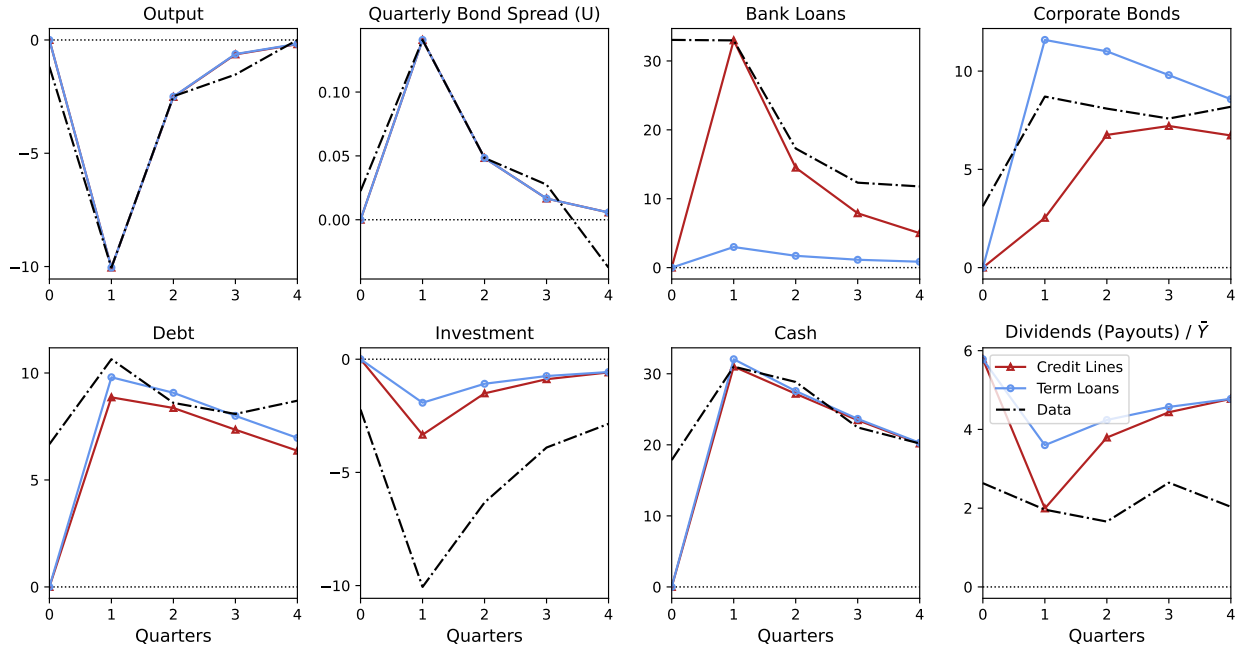 Output
0
−5
−10
0 1 2 3 4
Quarterly Bond Spread (U)
0.10
0.05
0.00
0 1 2 3 4
Bank Loans
30
20
10
0
0 1 2 3 4
Corporate Bonds
10
5
0
0 1 2 3 4
Debt
10
5
0
0 1 2 3 4
Quarters
Investment
0
−5
−10
0 1 2 3 4
Quarters
Cash
30
20
10
0
0 1 2 3 4
Quarters
Dividends (Payouts) / Ȳ
6
4
2
0
Credit Lines
Term Loans
Data
0 1 2 3 4
Quarters